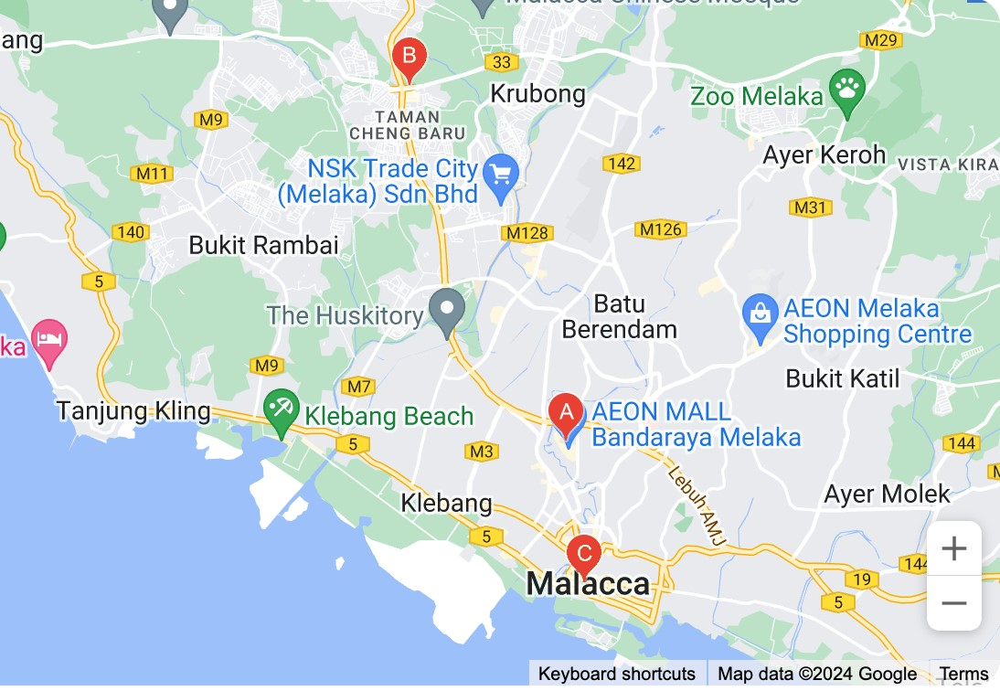 Malacca Chinese Mosque
ang
B
33
M29
Krubong
Zoo Melaka
M9
TAMAN
CHENG BARU
142
Ayer Keroh
VISTA KIRA
NSK Trade City
(Melaka) Sdn Bhd
M11
M31
140
M128
M126
Bukit Rambai
5
The Huskitory
Batu
Berendam
AEON Melaka
Shopping Centre
ka
M9
M7
Bukit Katil
Tanjung Kling
Klebang Beach
A
AEON MALL
Bandaraya Melaka
5
M3
144
Lebuh AMJ
Klebang
Ayer Molek
5
C
Malacca
144
19
5
+
−
Keyboard shortcuts
Map data ©2024 Google
Terms